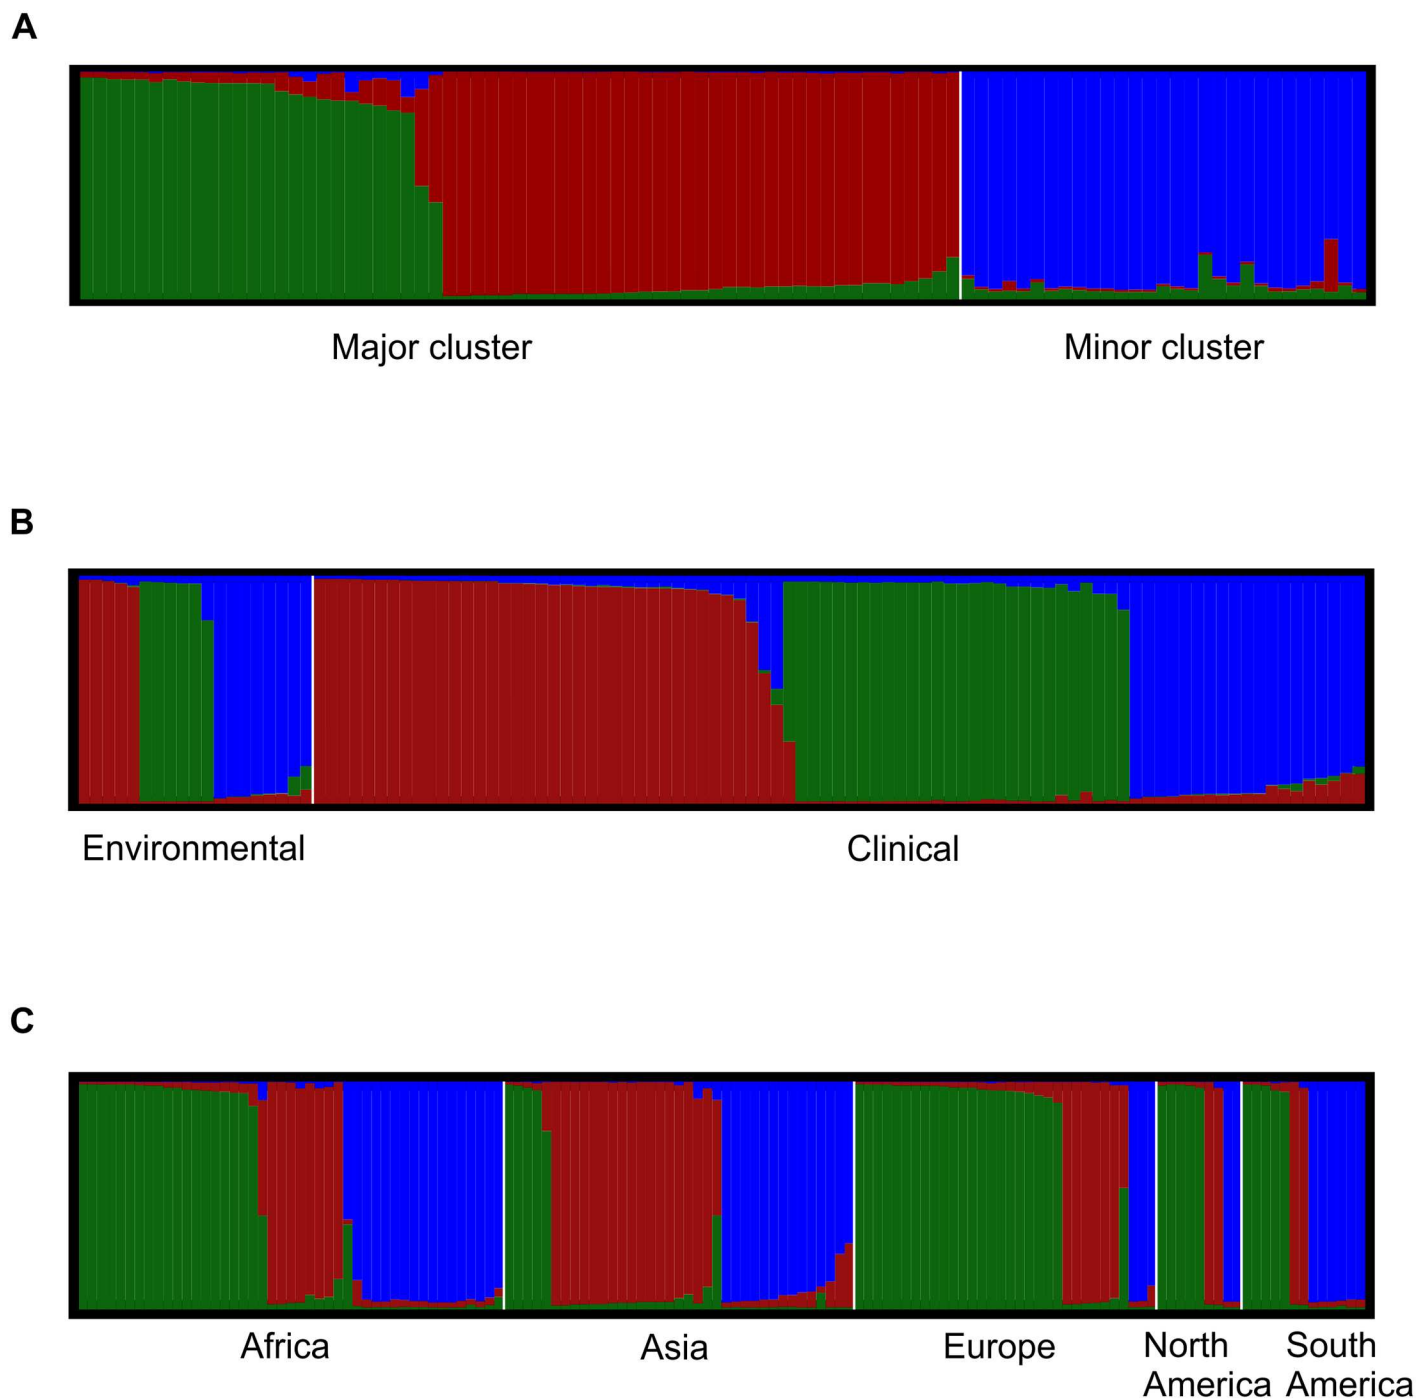 A
Major cluster
Minor cluster
B
Environmental
Clinical
C
Africa
Asia
Europe
North
America
South
America